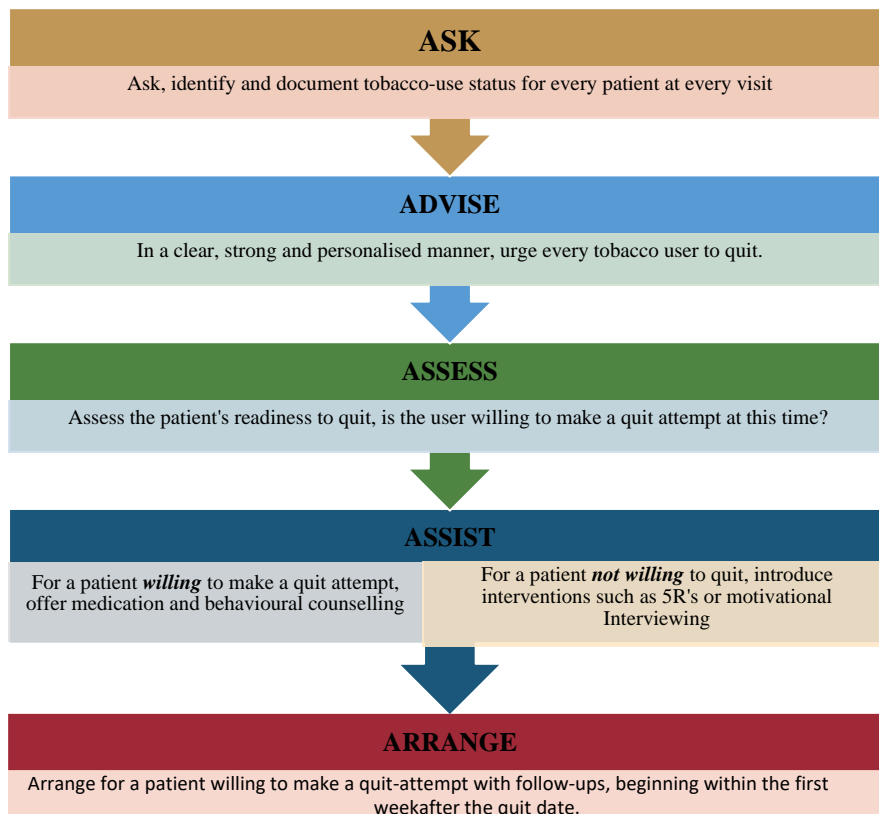 ASK
Ask, identify and document tobacco-use status for every patient at every visit
ADVISE
In a clear, strong and personalised manner, urge every tobacco user to quit.
ASSESS
Assess the patient's readiness to quit, is the user willing to make a quit attempt at this time?
ASSIST
For a patient willing to make a quit attempt,
offer medication and behavioural counselling
For a patient not willing to quit, introduce
interventions such as 5R's or motivational
Interviewing
ARRANGE
Arrange for a patient willing to make a quit-attempt with follow-ups, beginning within the first
weekafter the quit date.